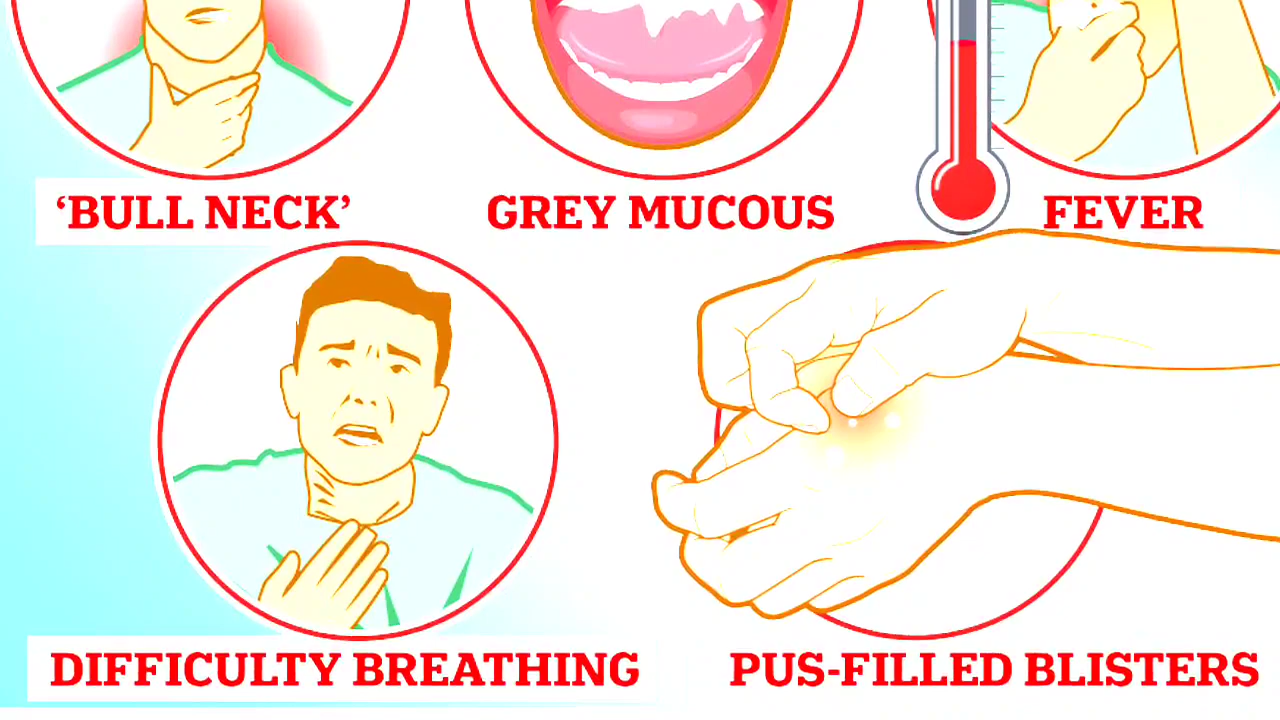 ‘BULL NECK’
GREY MUCOUS
FEVER
DIFFICULTY BREATHING
PUS-FILLED BLISTERS